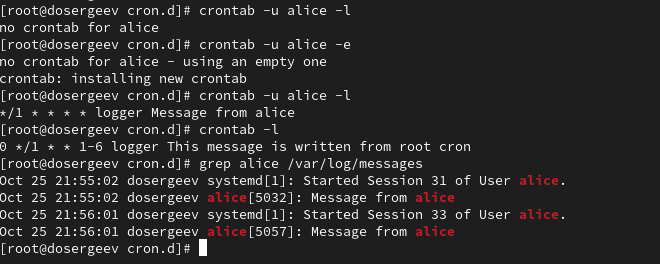 [root@dosergeev cron.d]# crontab -u alice -l
no crontab for alice
[root@dosergeev cron.d]# crontab -u alice -e
no crontab for alice - using an empty one
crontab: installing new crontab
[root@dosergeev cron.d]# crontab -u alice -l
*/1 * * * * logger Message from alice
[root@dosergeev cron.d]# crontab -l
0 */1 * * 1-6 logger This message is written from root cron
[root@dosergeev cron.d]# grep alice /var/log/messages
Oct 25 21:55:02 dosergeev systemd[1]: Started Session 31 of User alice.
Oct 25 21:55:02 dosergeev alice[5032]: Message from alice
Oct 25 21:56:01 dosergeev systemd[1]: Started Session 33 of User alice.
Oct 25 21:56:01 dosergeev alice[5057]: Message from alice
[root@dosergeev cron.d]#